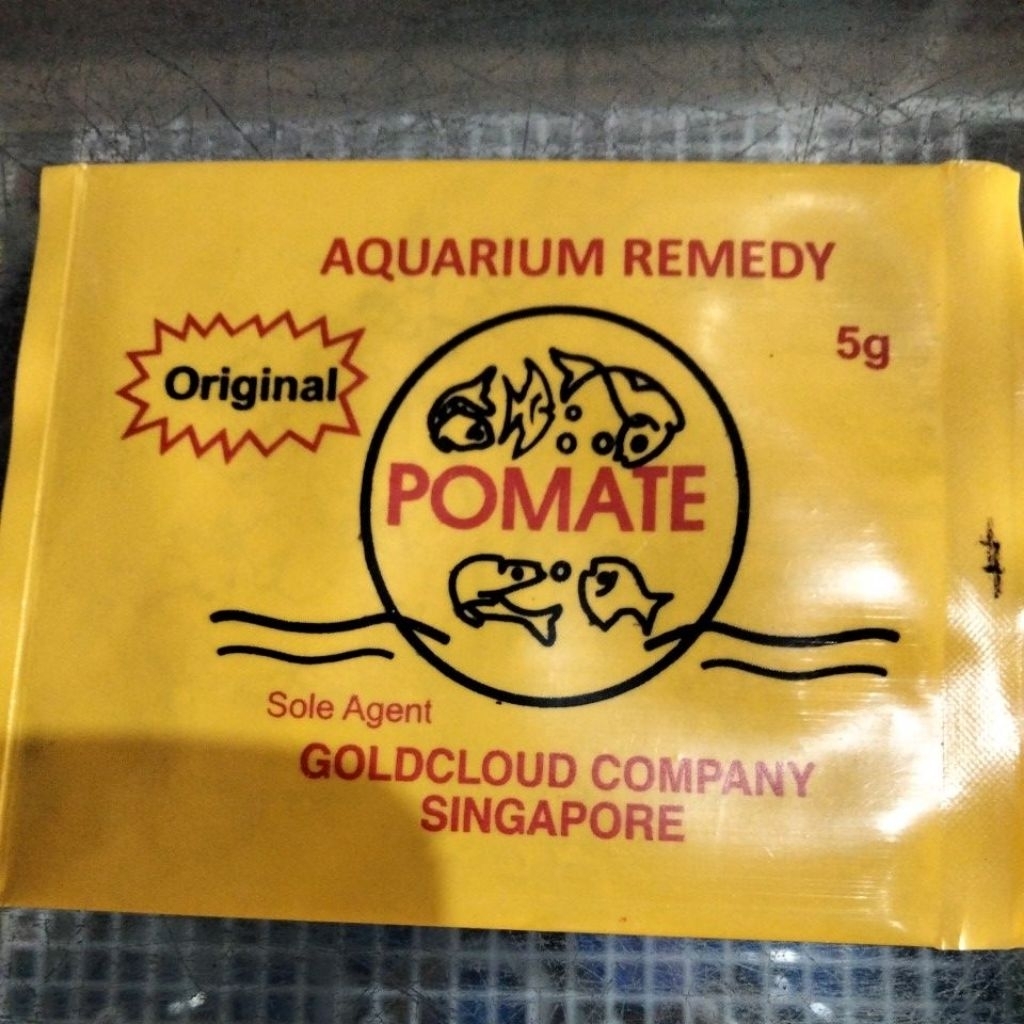 AQUARIUM REMEDY
5g
Original
POMATE
Sole Agent
GOLDCLOUD COMPANY
SINGAPORE